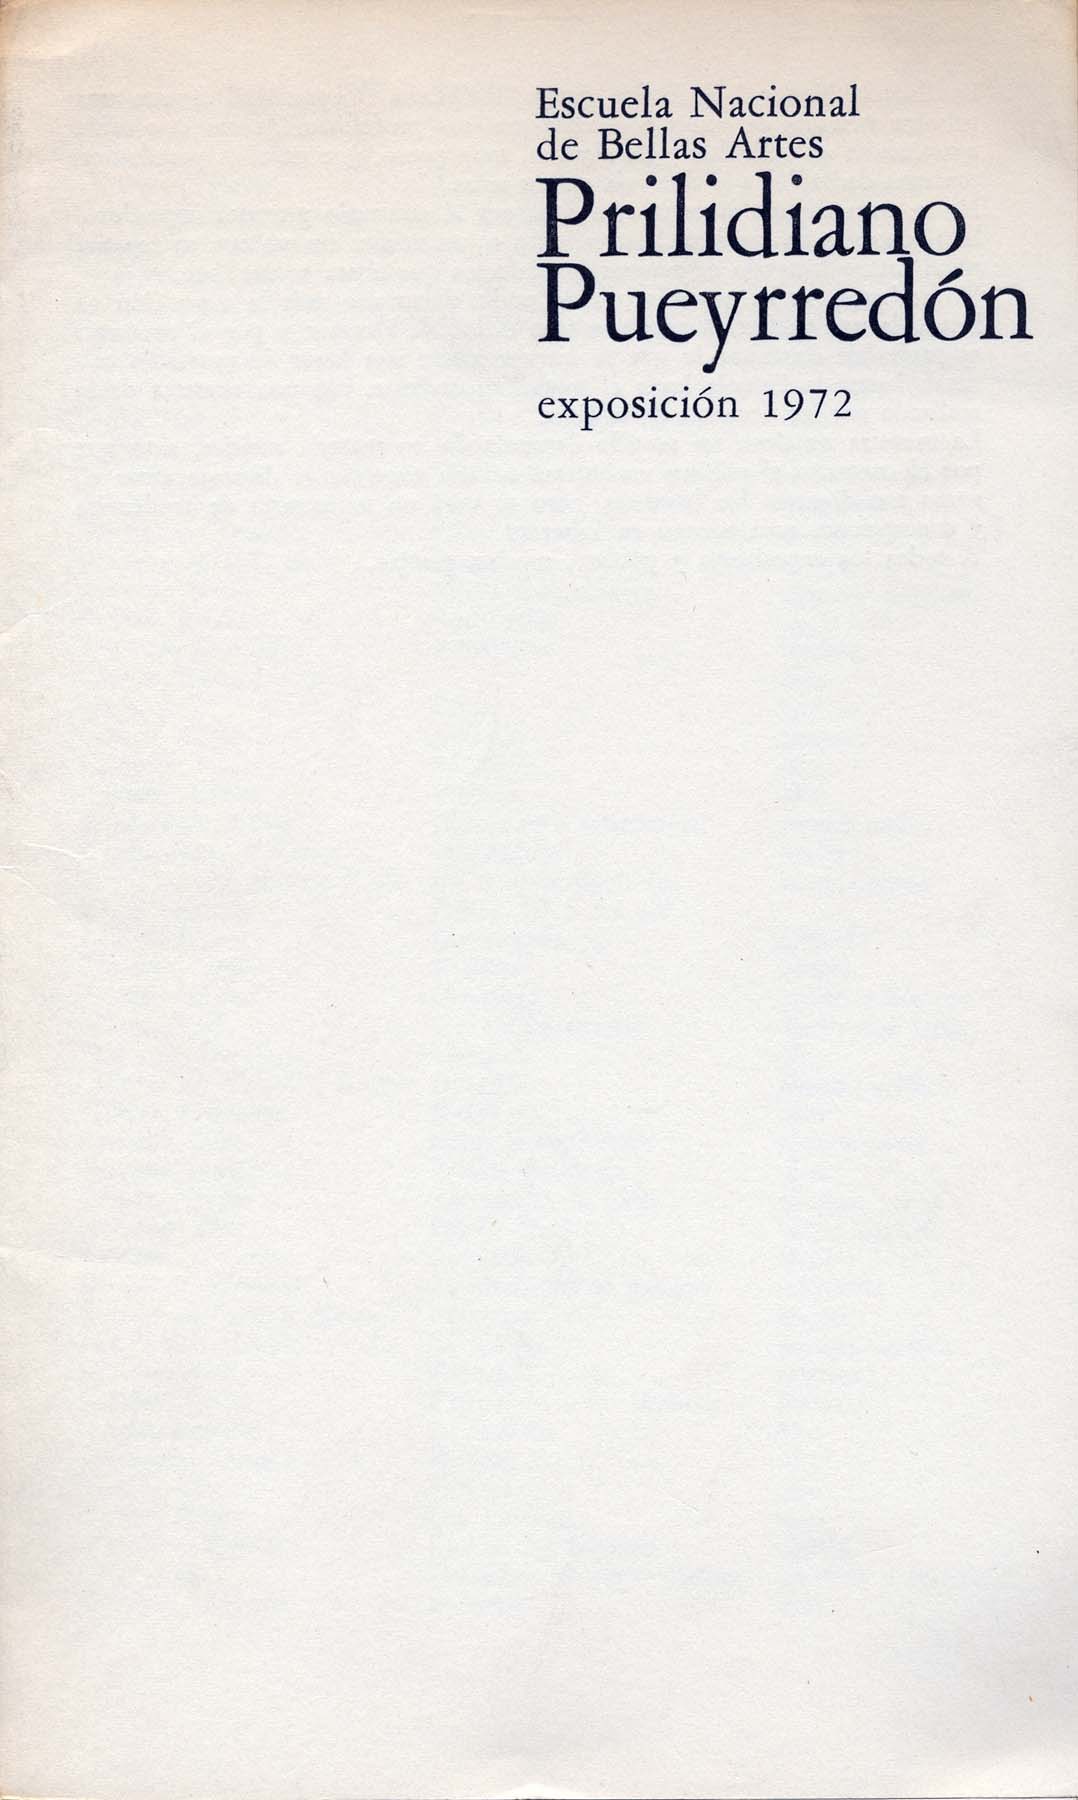 Escuela Nacional
de Bellas Artes
Prilidiano
Pueyrredón
exposición 1972